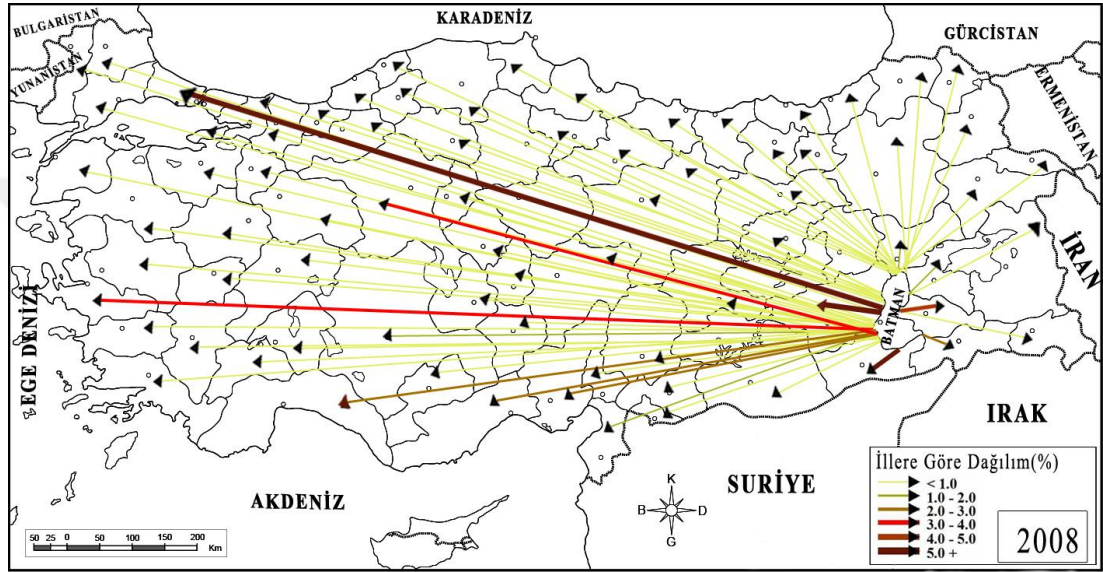 BULGARİSTAN
KARADENİZ
GÜRCİSTAN
YUNANİSTAN
ERMENİSTAN
İRAN
BATMAN
EGE DENİZİ
IRAK
AKDENİZ
SURİYE
K
B D
G
İllere Göre Dağılım(%)
< 1.0
1.0 - 2.0
2.0 - 3.0
3.0 - 4.0
4.0 - 5.0
5.0 +
2008
50 25 0 50 100 150 200
Km